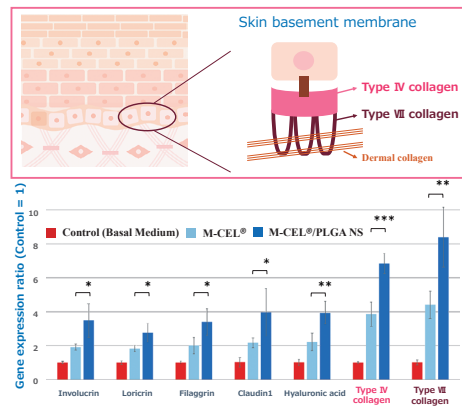 Skin basement membrane
Type IV collagen
Type VII collagen
Dermal collagen
Gene expression ratio (Control = 1)
10
8
6
4
2
0
Control (Basal Medium)
M-CEL®
M-CEL®/PLGA NS
*
*
*
*
**
***
**
Involucrin
Loricrin
Filaggrin
Claudin1
Hyaluronic acid
Type IV
collagen
Type VII
collagen